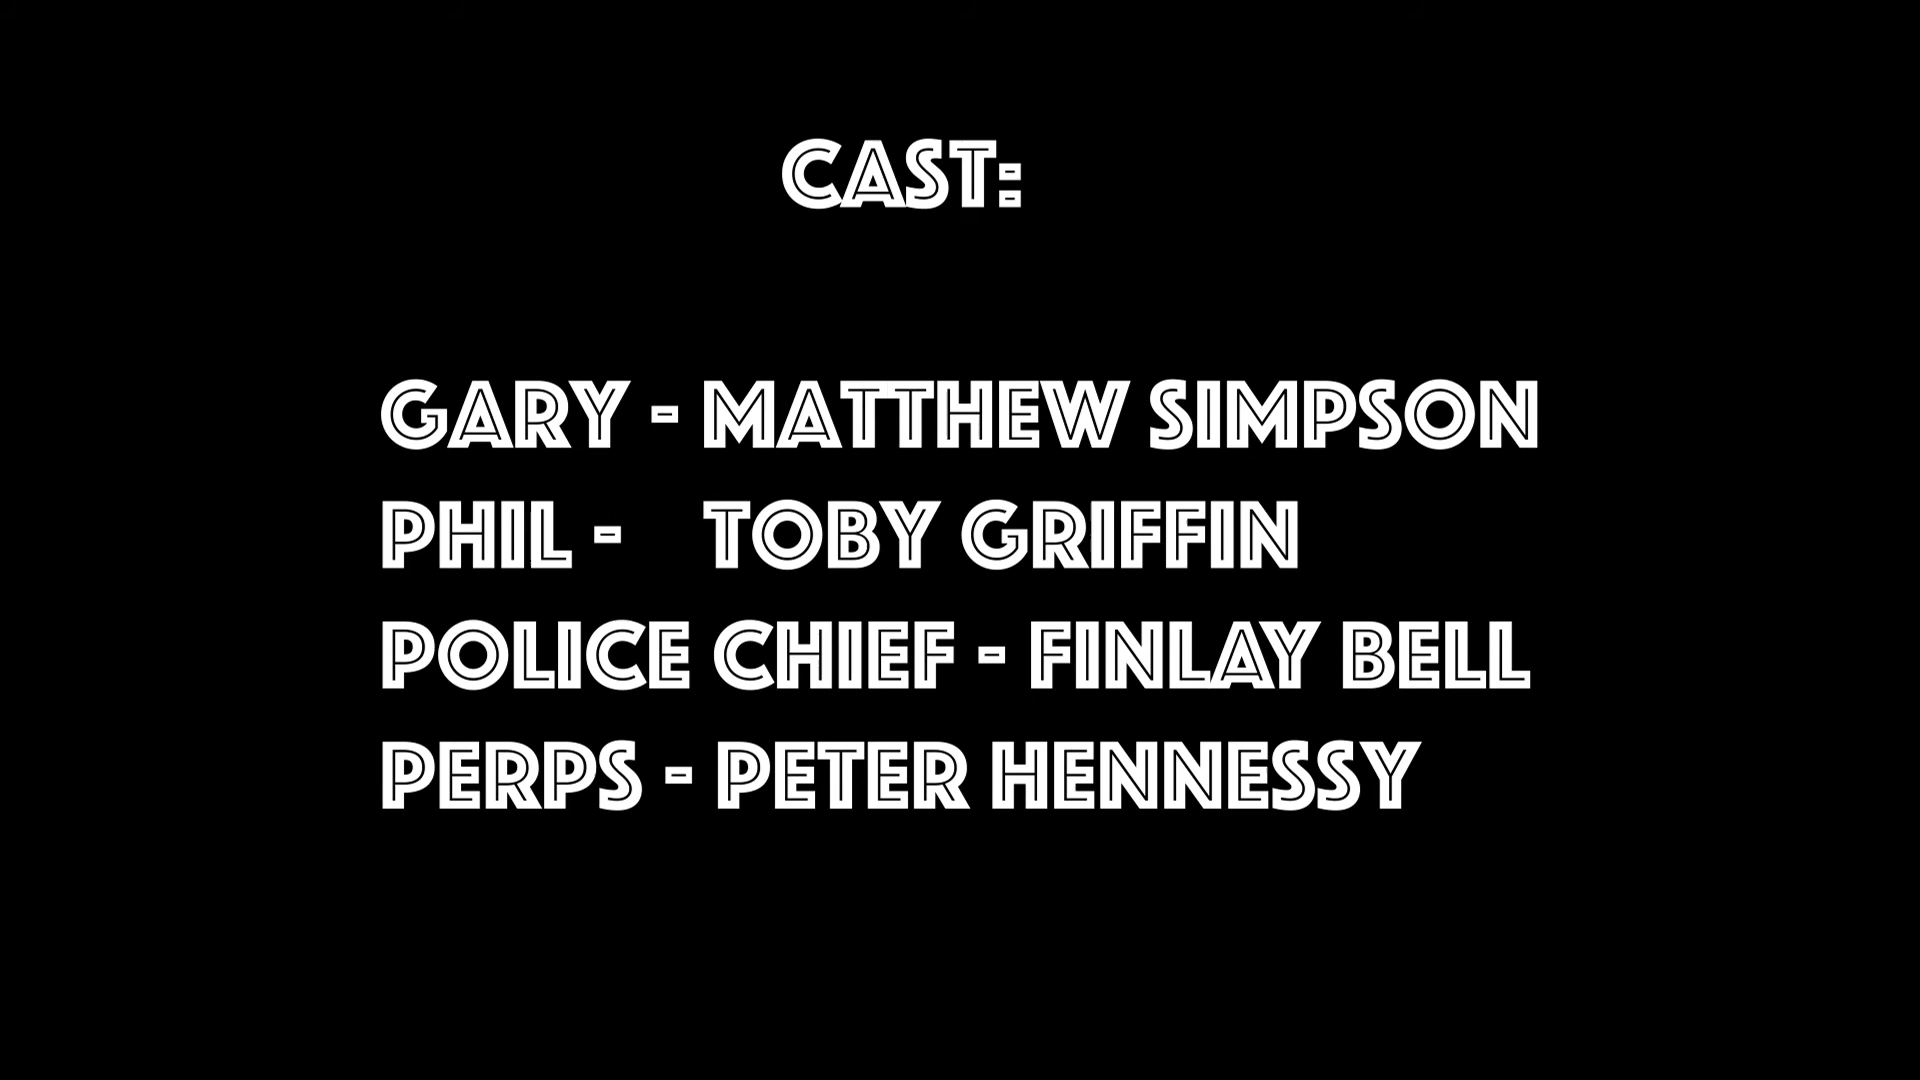 CAST:
GARY - MATTHEW SIMPSON
PHIL - TOBY GRIFFIN
POLICE CHIEF - FINLAY BELL
PERPS - PETER HENNESSY